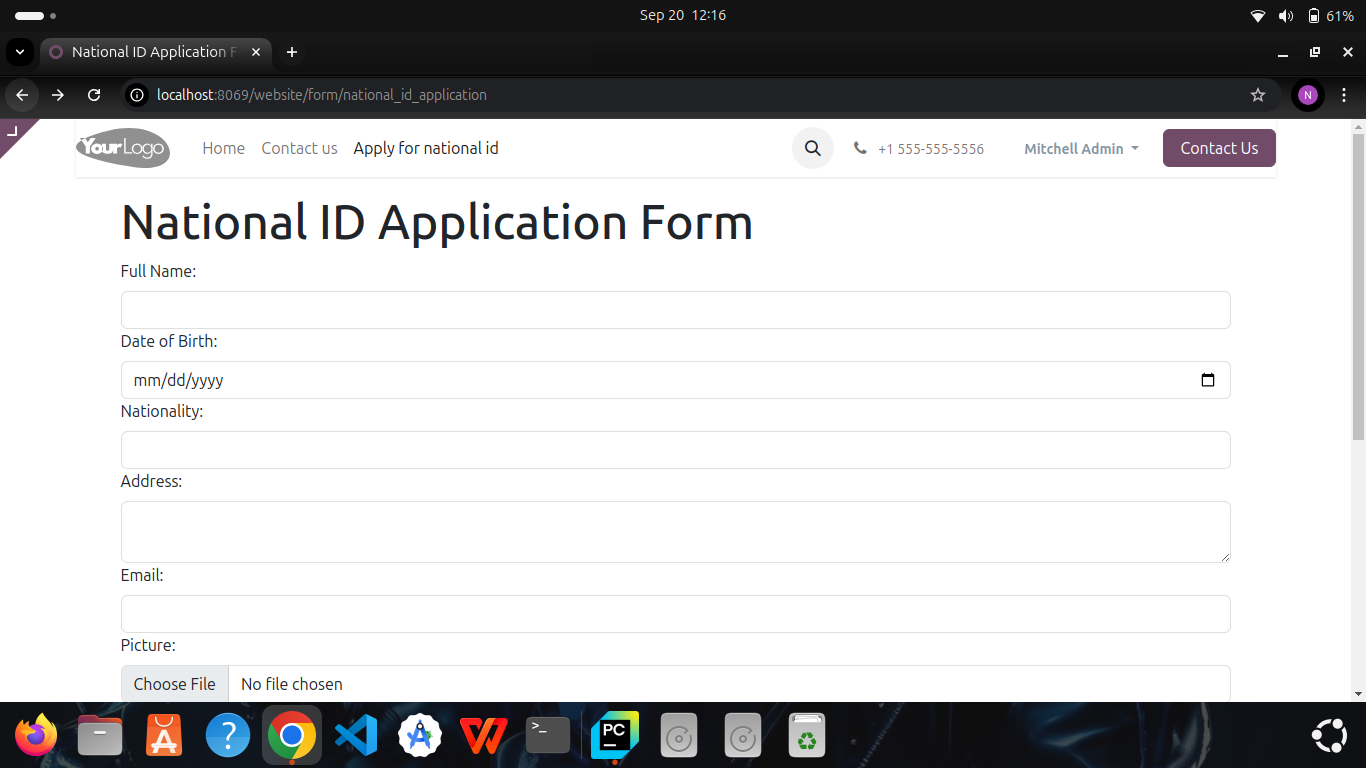 Sep 20 12:16
61%
National ID Application F
localhost:8069/website/form/national_id_application
N
YourLogo
Home
Contact us
Apply for national id
+1 555-555-5556
Mitchell Admin
Contact Us
National ID Application Form
Full Name:
Date of Birth:
mm/dd/yyyy
Nationality:
Address:
Email:
Picture:
Choose File
No file chosen
A
?
W
>_
PC